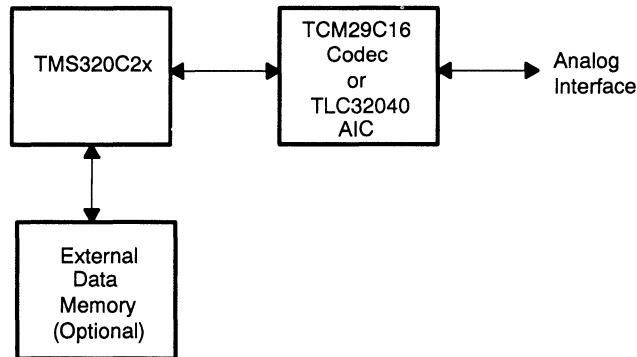 TMS320C2x
TCM29C16
Codec
or
TLC32040
AIC
Analog
Interface
External
Data
Memory
(Optional)